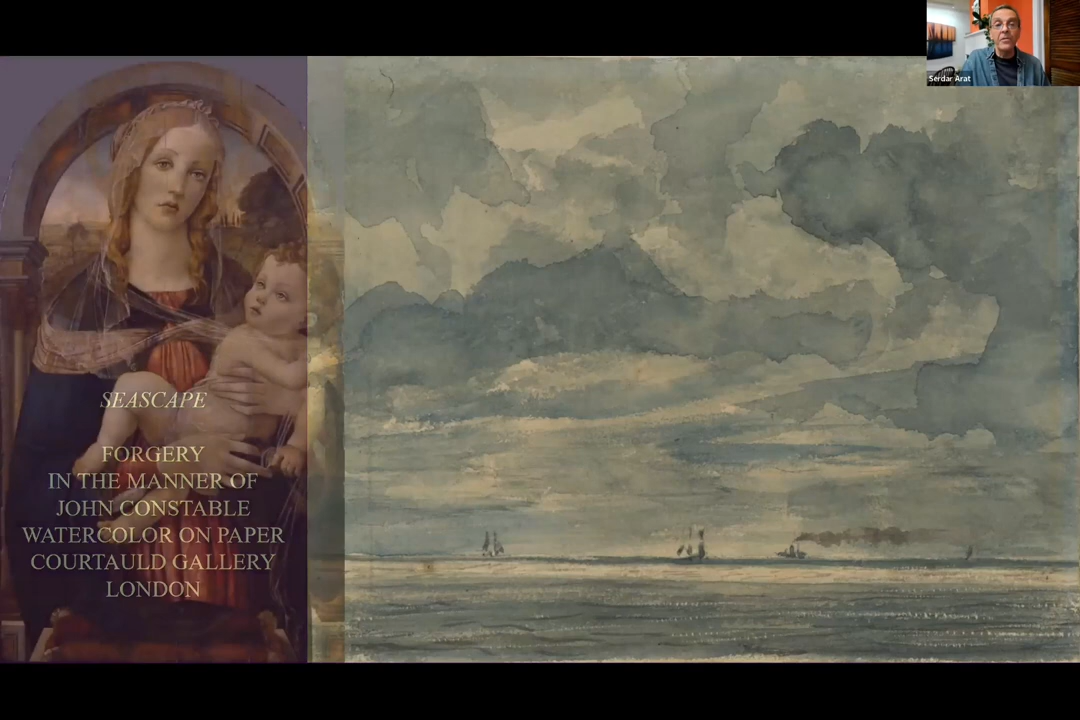 Serdar Arat
SEASCAPE
FORGERY
IN THE MANNER OF
JOHN CONSTABLE
WATERCOLOR ON PAPER
COURTAULD GALLERY
LONDON